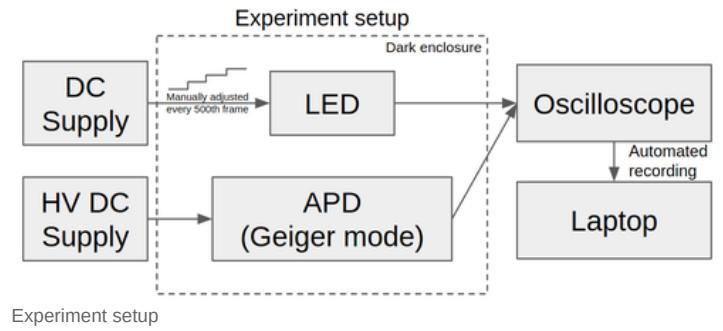 Experiment setup
Dark enclosure
DC
Supply
Manually adjusted
every 500th frame
LED
Oscilloscope
Automated
recording
HV DC
Supply
APD
(Geiger mode)
Laptop
Experiment setup